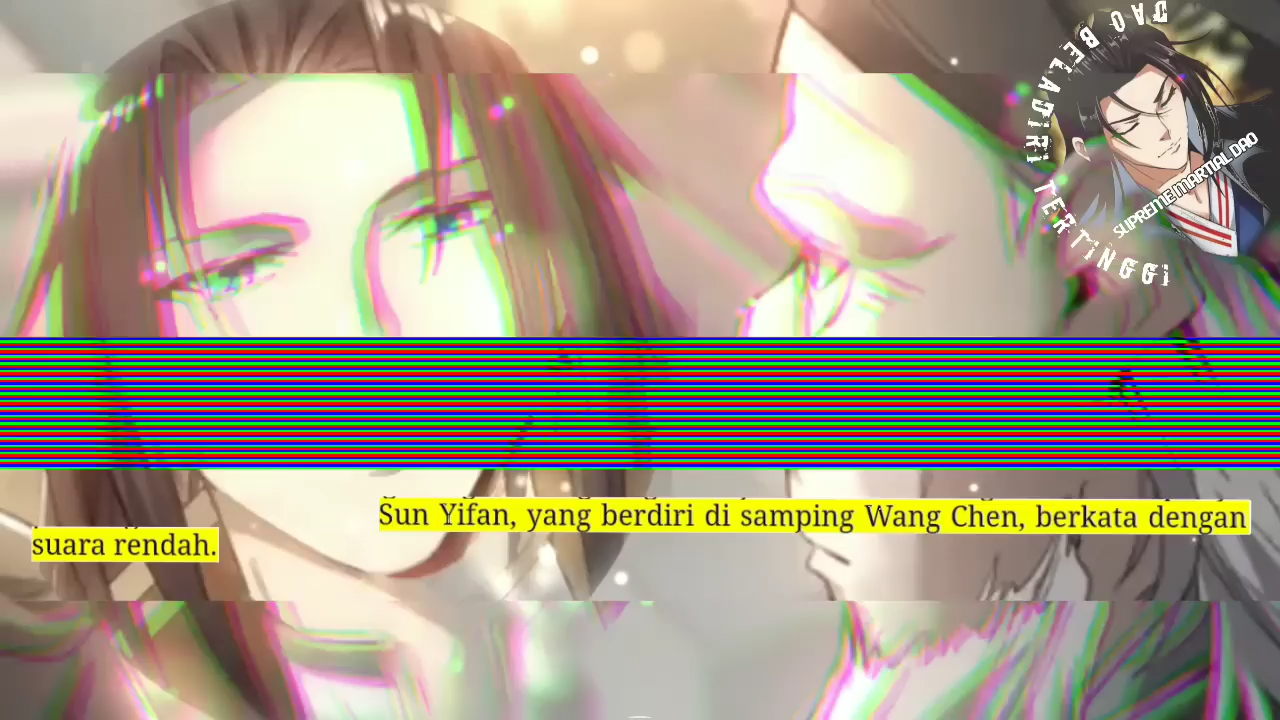 DAO BELADIRI TERTINGGI
SUPREME MARTIAL DAO
Sun Yifan, yang berdiri di samping Wang Chen, berkata dengan
suara rendah.